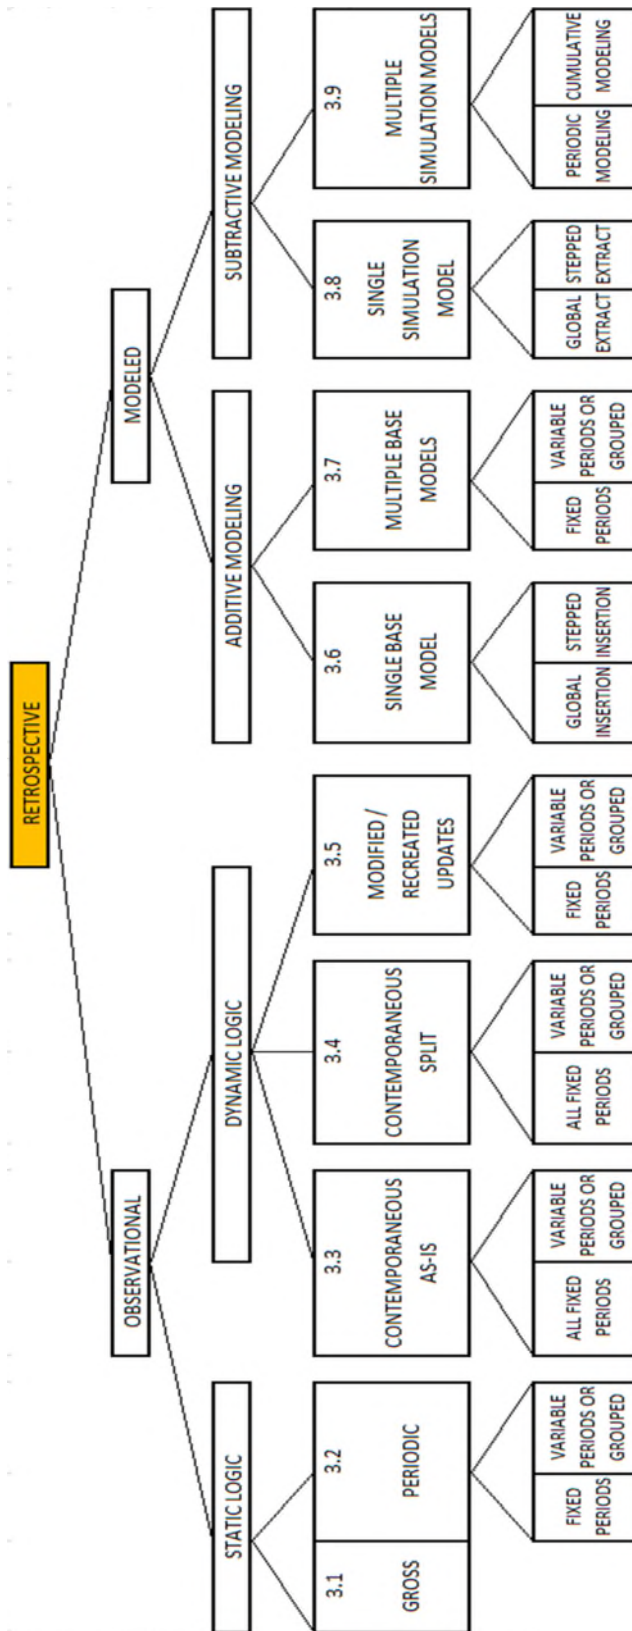 RETROSPECTIVE
OBSERVATIONAL
MODELED
STATIC LOGIC
DYNAMIC LOGIC
ADDITIVE MODELING
SUBTRACTIVE MODELING
3.1
GROSS
3.2
PERIODIC
3.3
CONTEMPORANEOUS
AS-IS
3.4
CONTEMPORANEOUS
SPLIT
3.5
MODIFIED /
RECREATED
UPDATES
3.6
SINGLE BASE
MODEL
3.7
MULTIPLE BASE
MODELS
3.8
SINGLE
SIMULATION
MODEL
3.9
MULTIPLE
SIMULATION MODELS
FIXED
PERIODS
VARIABLE
PERIODS OR
GROUPED
ALL FIXED
PERIODS
VARIABLE
PERIODS OR
GROUPED
ALL FIXED
PERIODS
VARIABLE
PERIODS OR
GROUPED
FIXED
PERIODS
VARIABLE
PERIODS OR
GROUPED
GLOBAL
INSERTION
STEPPED
INSERTION
FIXED
PERIODS
VARIABLE
PERIODS OR
GROUPED
GLOBAL
EXTRACT
STEPPED
EXTRACT
PERIODIC
MODELING
CUMULATIVE
MODELING